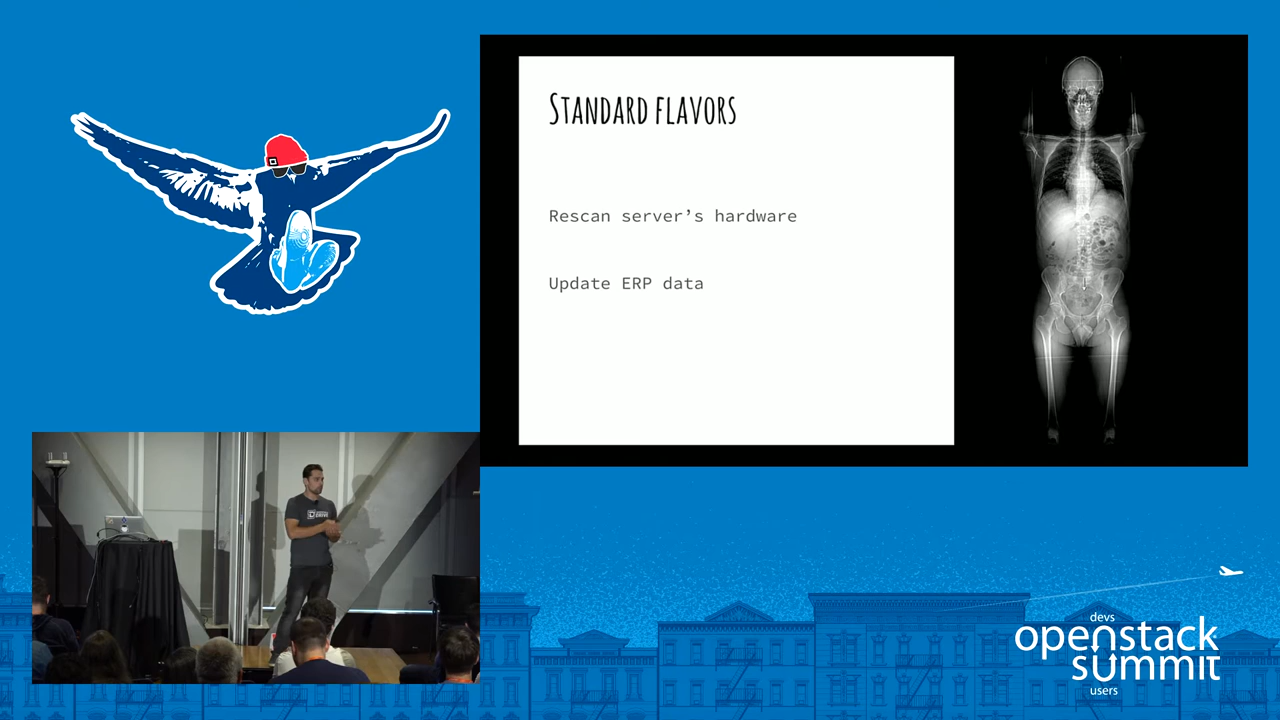 STANDARD FLAVORS
Rescan server’s hardware
Update ERP data
devs
openstack
summit
users